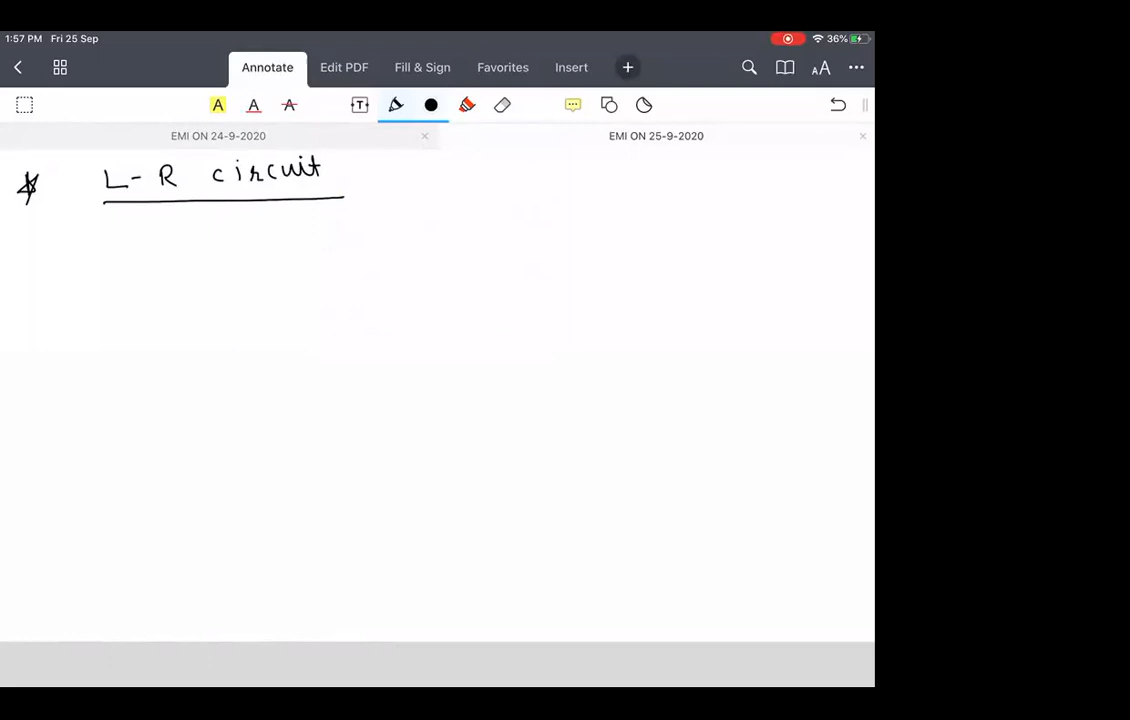 1:57 PM Fri 25 Sep 36%
Annotate Edit PDF Fill & Sign Favorites Insert
A A A T AA
EMI ON 24-9-2020 EMI ON 25-9-2020
L-R circuit